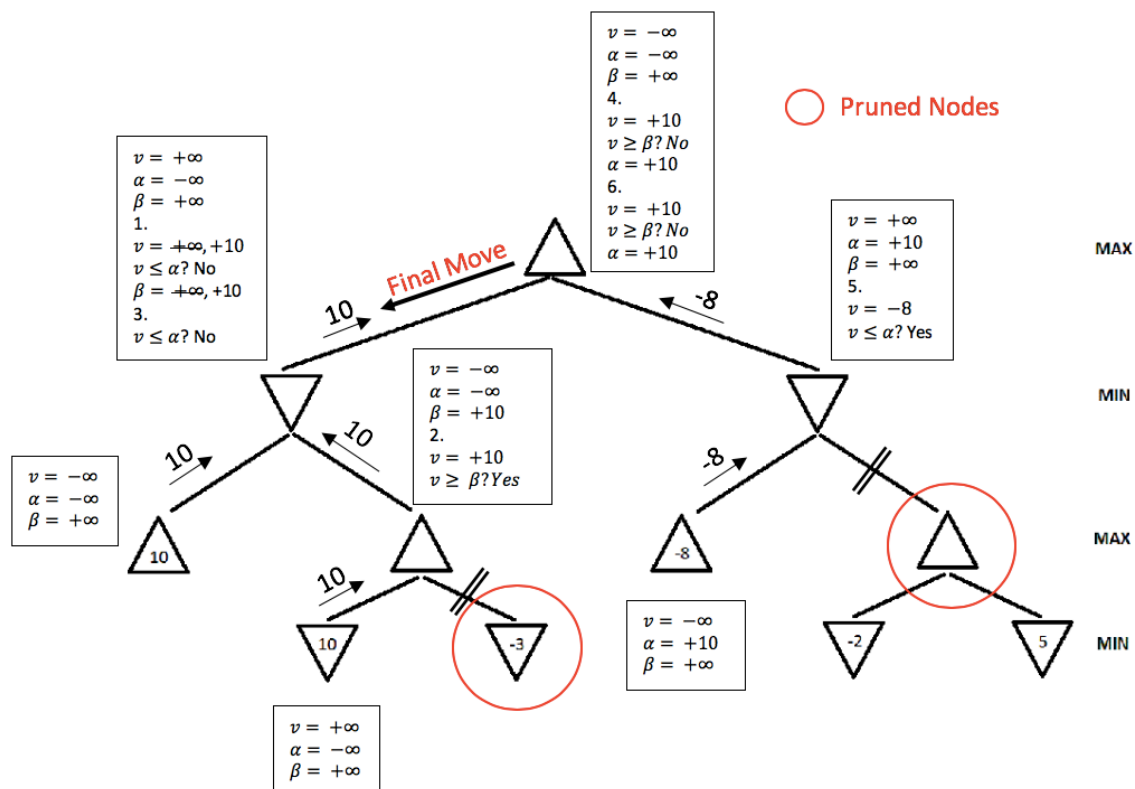 v = −∞
α = −∞
β = +∞
4.
v = +10
v ≥ β? No
α = +10
6.
v = +10
v ≥ β? No
α = +10
Pruned Nodes
v = +∞
α = −∞
β = +∞
1.
v = +∞, +10
v ≤ α? No
β = +∞, +10
3.
v ≤ α? No
v = +∞
α = +10
β = +∞
5.
v = −8
v ≤ α? Yes
MAX
Final Move
10
-8
MIN
v = −∞
α = −∞
β = +10
2.
v = +10
v ≥ β? Yes
10
10
-8
v = −∞
α = −∞
β = +∞
10
-8
MAX
10
10
-3
v = −∞
α = +10
β = +∞
-2
5
MIN
v = +∞
α = −∞
β = +∞